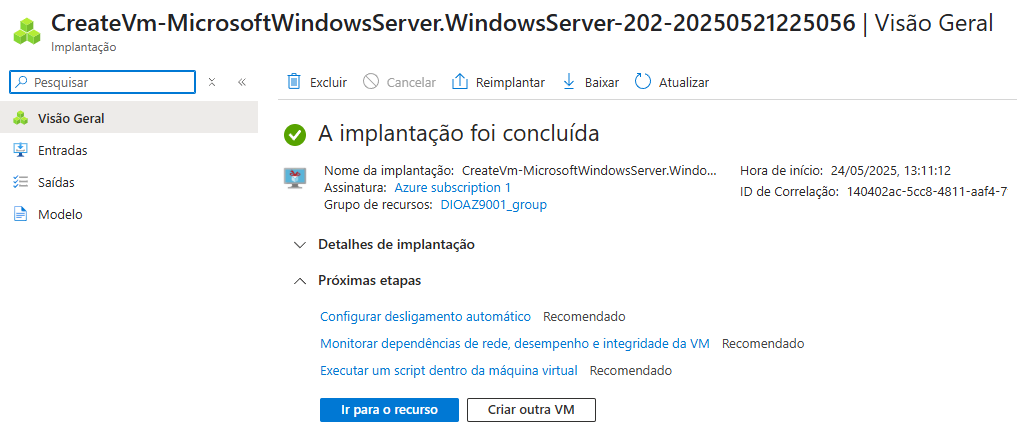 CreateVm-MicrosoftWindowsServer.WindowsServer-202-20250521225056 | Visão Geral
Implantação
Pesquisar
Excluir Cancelar Reimplantar Baixar Atualizar
Visão Geral
Entradas
Saídas
Modelo
A implantação foi concluída
Nome da implantação: CreateVm-MicrosoftWindowsServer.Windo...
Assinatura: Azure subscription 1
Grupo de recursos: DIOAZ9001_group
Hora de início: 24/05/2025, 13:11:12
ID de Correlação: 140402ac-5cc8-4811-aaf4-7
Detalhes de implantação
Próximas etapas
Configurar desligamento automático Recomendado
Monitorar dependências de rede, desempenho e integridade da VM Recomendado
Executar um script dentro da máquina virtual Recomendado
Ir para o recurso Criar outra VM